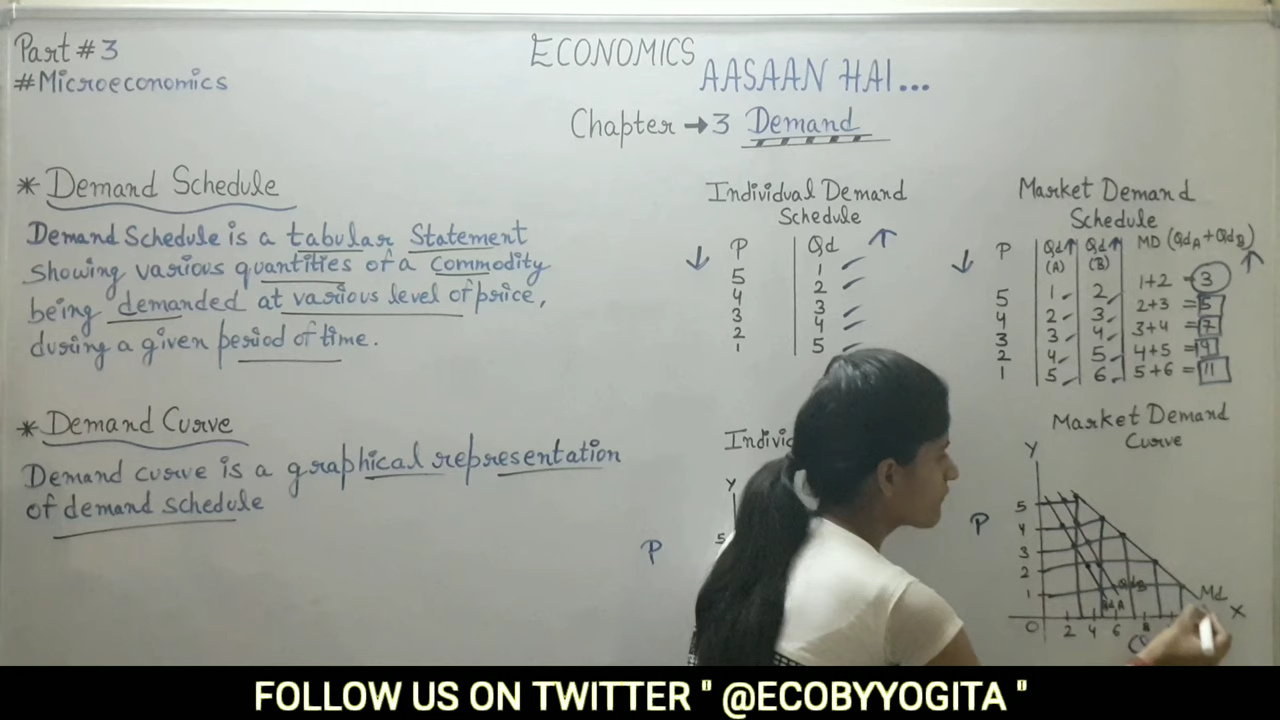 Part # 3
# Microeconomics
ECONOMICS
AASAAN HAI...
Chapter → 3 Demand
* Demand Schedule
Demand Schedule is a tabular Statement
showing various quantities of a commodity
being demanded at various level of price,
during a given period of time.
* Demand Curve
Demand curve is a graphical representation
of demand schedule
Individual Demand
Schedule
↓ P Qd ↑
5 1
4 2
3 3
2 4
1 5
Market Demand
Schedule
↓ P Qd↑ (A) Qd↑ (B) MD (QdA + QdB) ↑
5 1 2 1+2 = 3
4 2 3 2+3 = 5
3 3 4 3+4 = 7
2 4 5 4+5 = 9
1 5 6 5+6 = 11
Y
5
P
Market Demand
Curve
Y
5
P
4
3
2
1
QdB
QdA
Md
X
O 2 4 6 8
FOLLOW US ON TWITTER " @ECOBYYOGITA "